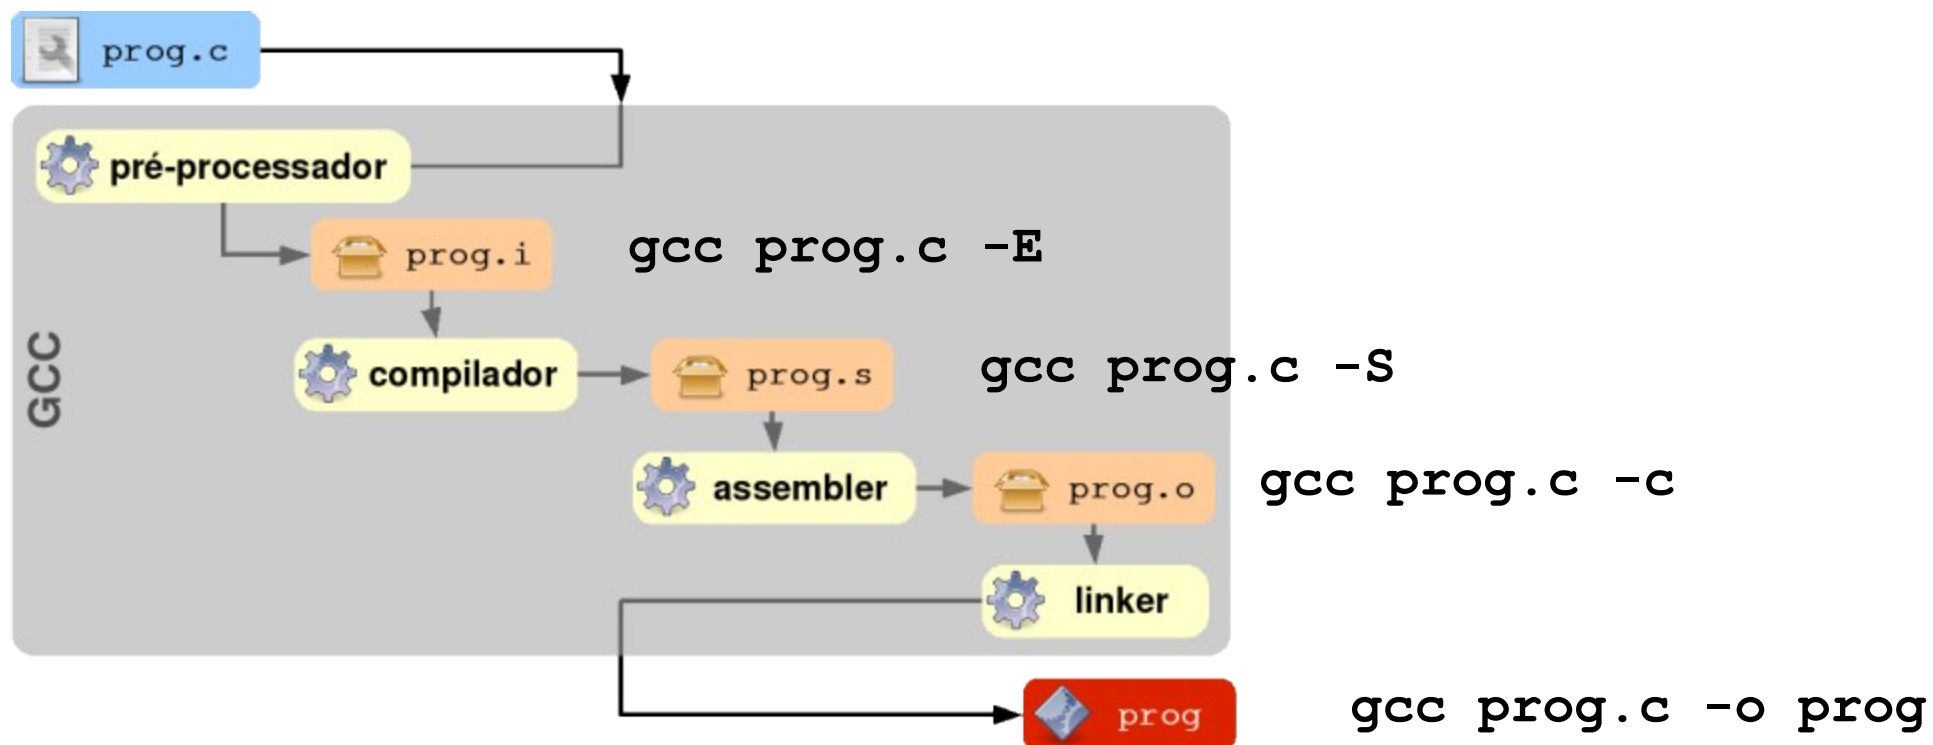 prog.c
pré-processador
prog.i
gcc prog.c -E
GCC
compilador
prog.s
gcc prog.c -S
assembler
prog.o
gcc prog.c -c
linker
prog
gcc prog.c -o prog